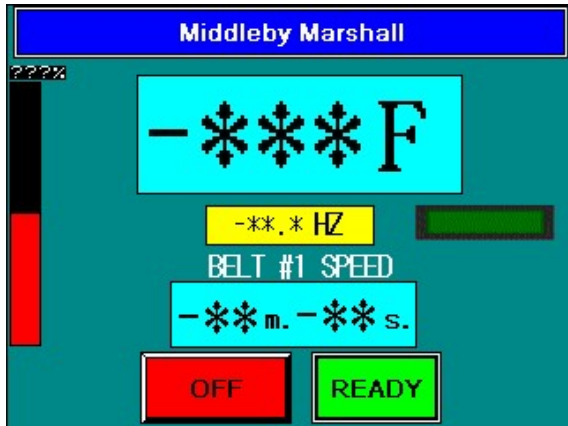 Middleby Marshall
???%
-***F
-**.* HZ
BELT #1 SPEED
-**m.-**s.
OFF
READY